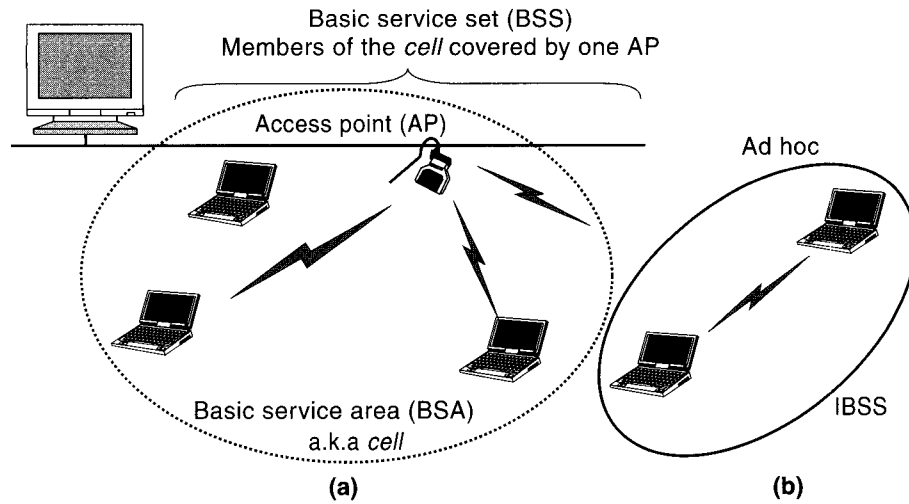 Basic service set (BSS)
Members of the cell covered by one AP
Access point (AP)
Ad hoc
Basic service area (BSA)
a.k.a cell
IBSS
(a)
(b)